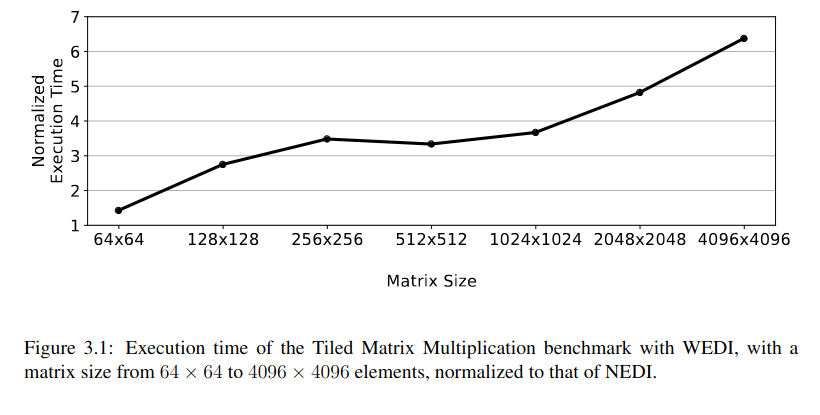 7
6
5
4
3
2
1
Normalized
Execution Time
64x64 128x128 256x256 512x512 1024x1024 2048x2048 4096x4096
Matrix Size
Figure 3.1: Execution time of the Tiled Matrix Multiplication benchmark with WEDI, with a
matrix size from 64 × 64 to 4096 × 4096 elements, normalized to that of NEDI.